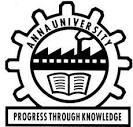 ANNA UNIVERSITY
PROGRESS THROUGH KNOWLEDGE